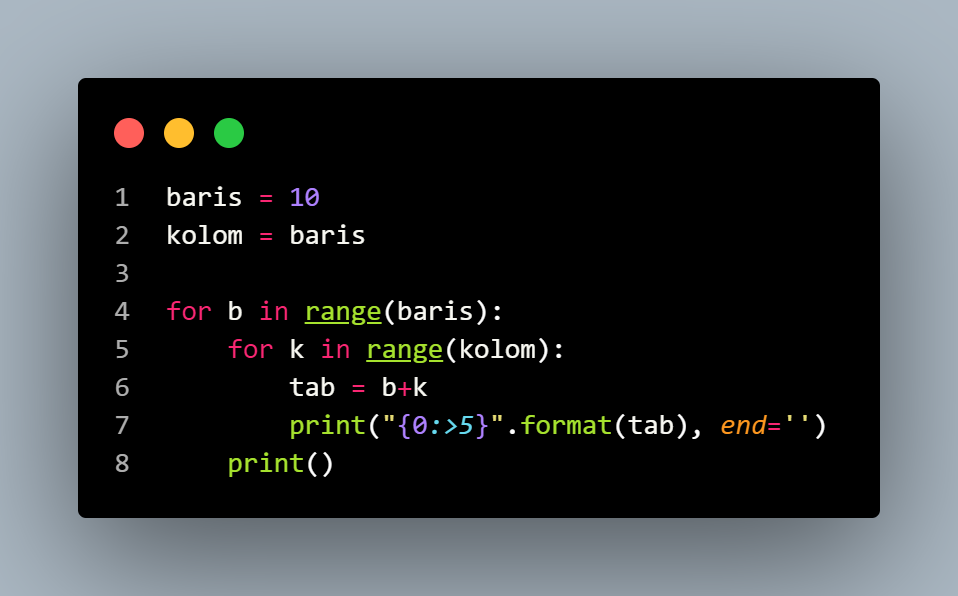 1 baris = 10
2 kolom = baris
3
4 for b in range(baris):
5     for k in range(kolom):
6         tab = b+k
7         print("{0:>5}".format(tab), end='')
8     print()